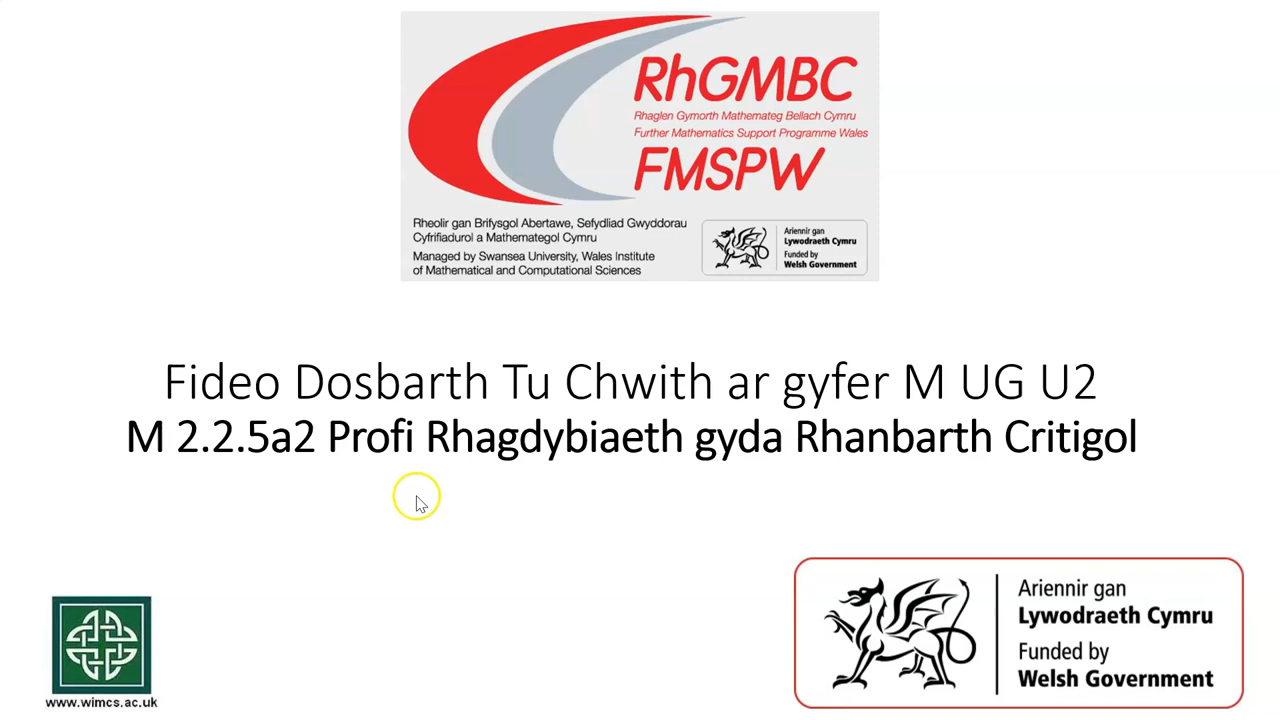 RhGMBC
Rhaglen Gymorth Mathemateg Bellach Cymru
Further Mathematics Support Programme Wales
FMSPW
Rheolir gan Brifysgol Abertawe, Sefydliad Gwyddorau
Cyfrifiadurol a Mathemategol Cymru
Managed by Swansea University, Wales Institute
of Mathematical and Computational Sciences
Ariennir gan
Lywodraeth Cymru
Funded by
Welsh Government
Fideo Dosbarth Tu Chwith ar gyfer M UG U2
M 2.2.5a2 Profi Rhagdybiaeth gyda Rhanbarth Critigol
www.wimcs.ac.uk
Ariennir gan
Lywodraeth Cymru
Funded by
Welsh Government